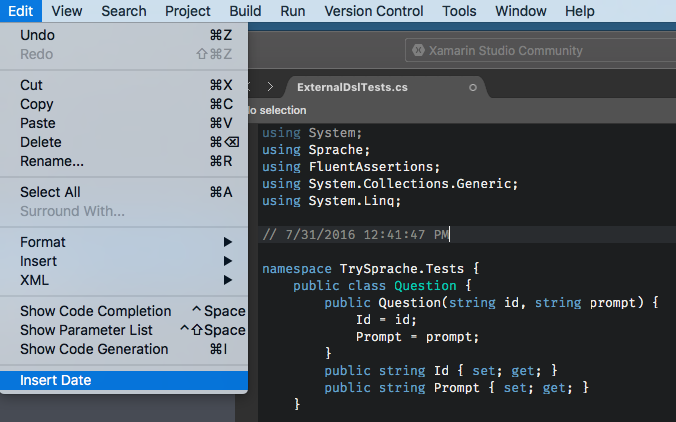 Edit View Search Project Build Run Version Control Tools Window Help
Undo ⌘Z
Redo ⇧⌘Z
Cut ⌘X
Copy ⌘C
Paste ⌘V
Delete ⌘⌫
Rename... ⌘R
Select All ⌘A
Surround With...
Format ▶
Insert ▶
XML ▶
Show Code Completion ^ Space
Show Parameter List ^⇧Space
Show Code Generation ⌘I
Insert Date
Xamarin Studio Community
ExternalDslTests.cs
o selection
using System;
using Sprache;
using FluentAssertions;
using System.Collections.Generic;
using System.Linq;
// 7/31/2016 12:41:47 PM
namespace TrySprache.Tests {
public class Question {
public Question(string id, string prompt) {
Id = id;
Prompt = prompt;
}
public string Id { set; get; }
public string Prompt { set; get; }
}